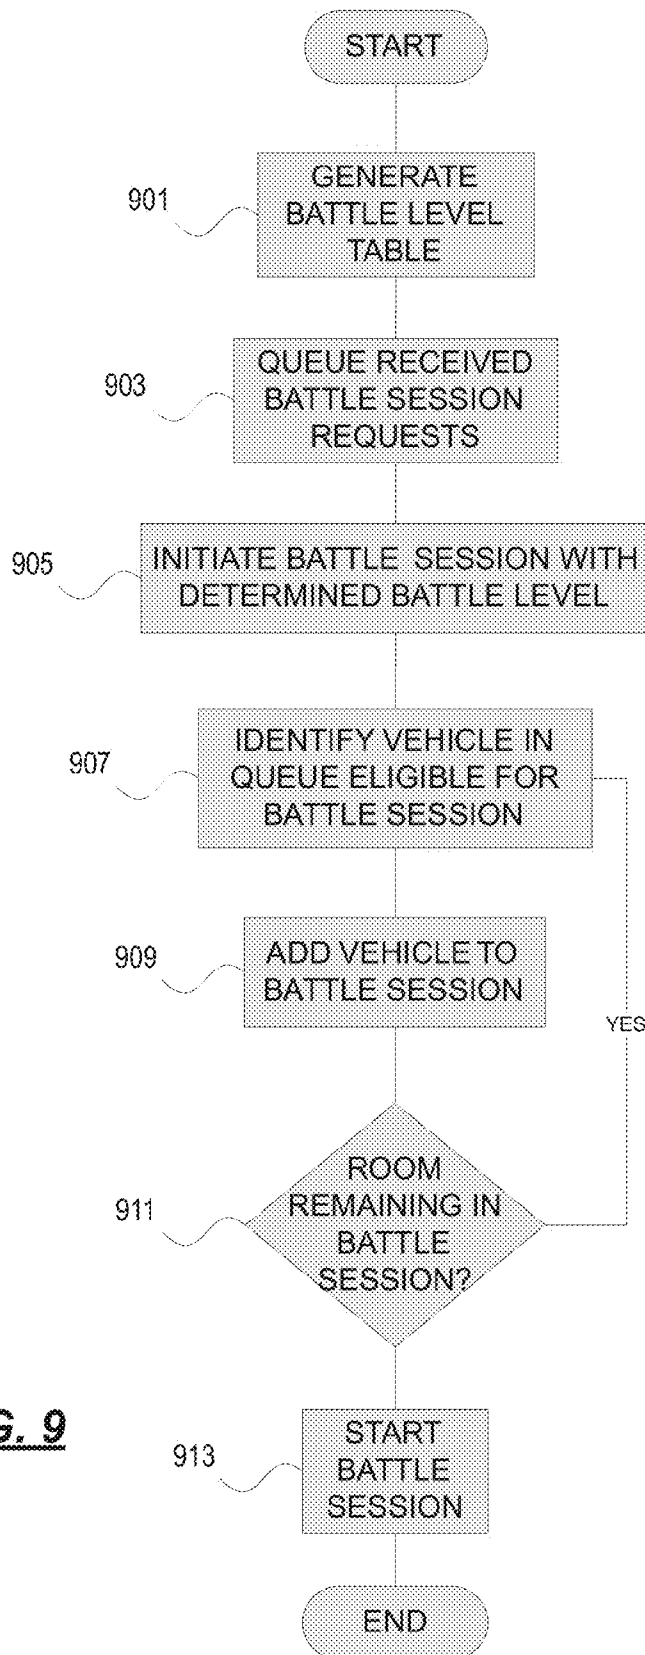 START
901
GENERATE
BATTLE LEVEL
TABLE
903
QUEUE RECEIVED
BATTLE SESSION
REQUESTS
905
INITIATE BATTLE SESSION WITH
DETERMINED BATTLE LEVEL
907
IDENTIFY VEHICLE IN
QUEUE ELIGIBLE FOR
BATTLE SESSION
909
ADD VEHICLE TO
BATTLE SESSION
YES
911
ROOM
REMAINING IN
BATTLE
SESSION?
G. 9
913
START
BATTLE
SESSION
END